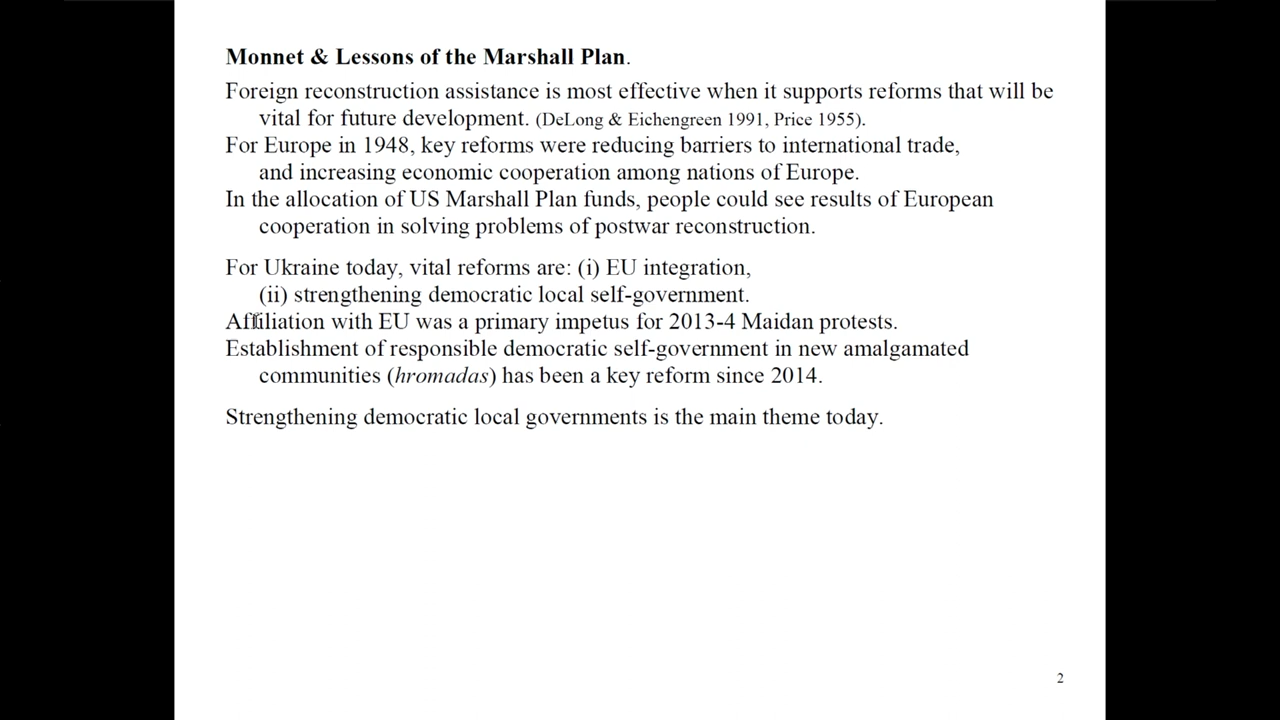 Monnet & Lessons of the Marshall Plan.
Foreign reconstruction assistance is most effective when it supports reforms that will be
vital for future development. (DeLong & Eichengreen 1991, Price 1955).
For Europe in 1948, key reforms were reducing barriers to international trade,
and increasing economic cooperation among nations of Europe.
In the allocation of US Marshall Plan funds, people could see results of European
cooperation in solving problems of postwar reconstruction.
For Ukraine today, vital reforms are: (i) EU integration,
(ii) strengthening democratic local self-government.
Affiliation with EU was a primary impetus for 2013-4 Maidan protests.
Establishment of responsible democratic self-government in new amalgamated
communities (hromadas) has been a key reform since 2014.
Strengthening democratic local governments is the main theme today.
2